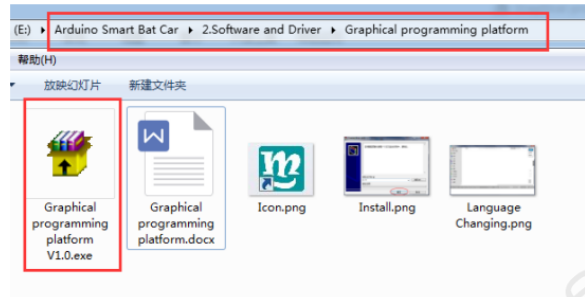 (E:) ▸ Arduino Smart Bat Car ▸ 2.Software and Driver ▸ Graphical programming platform
帮助(H)
放映幻灯片 新建文件夹
Graphical
programming
platform
V1.0.exe
Graphical
programming
platform.docx
Icon.png
Install.png
Language
Changing.png